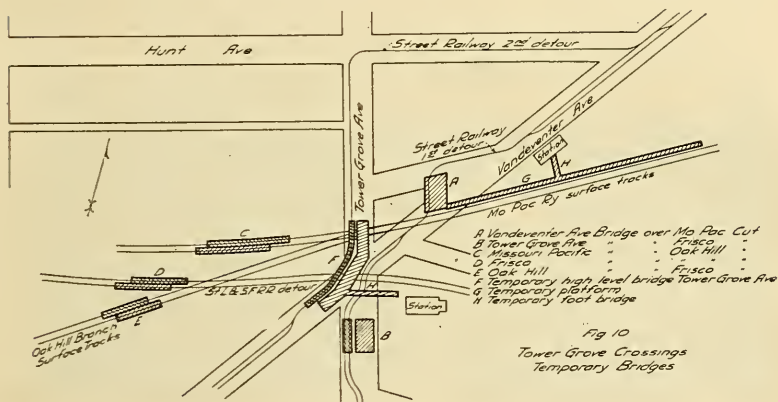 Hunt Ave
Street Railway 2nd detour
Tower Grove Ave
Street Railway
1st detour
Vandeventer Ave
Station
H
A
G
Mo Pac Ry surface tracks
C
D
F
S+L & SFRR detour
H
Station
E
Oak Hill Branch
Surface Tracks
B
A Vandeventer Ave Bridge over Mo Pac Cut
B Tower Grove Ave " " Frisco "
C Missouri Pacific " " Oak Hill "
D Frisco " " " "
E Oak Hill " " Frisco "
F Temporary high level bridge Tower Grove Ave
G Temporary platform
H Temporary foot bridge
Fig 10
Tower Grove Crossings
Temporary Bridges